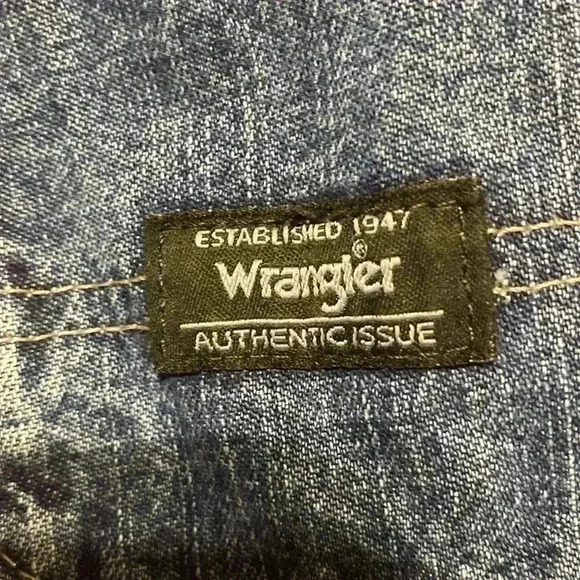 ESTABLISHED 1947
Wrangler®
AUTHENTIC ISSUE